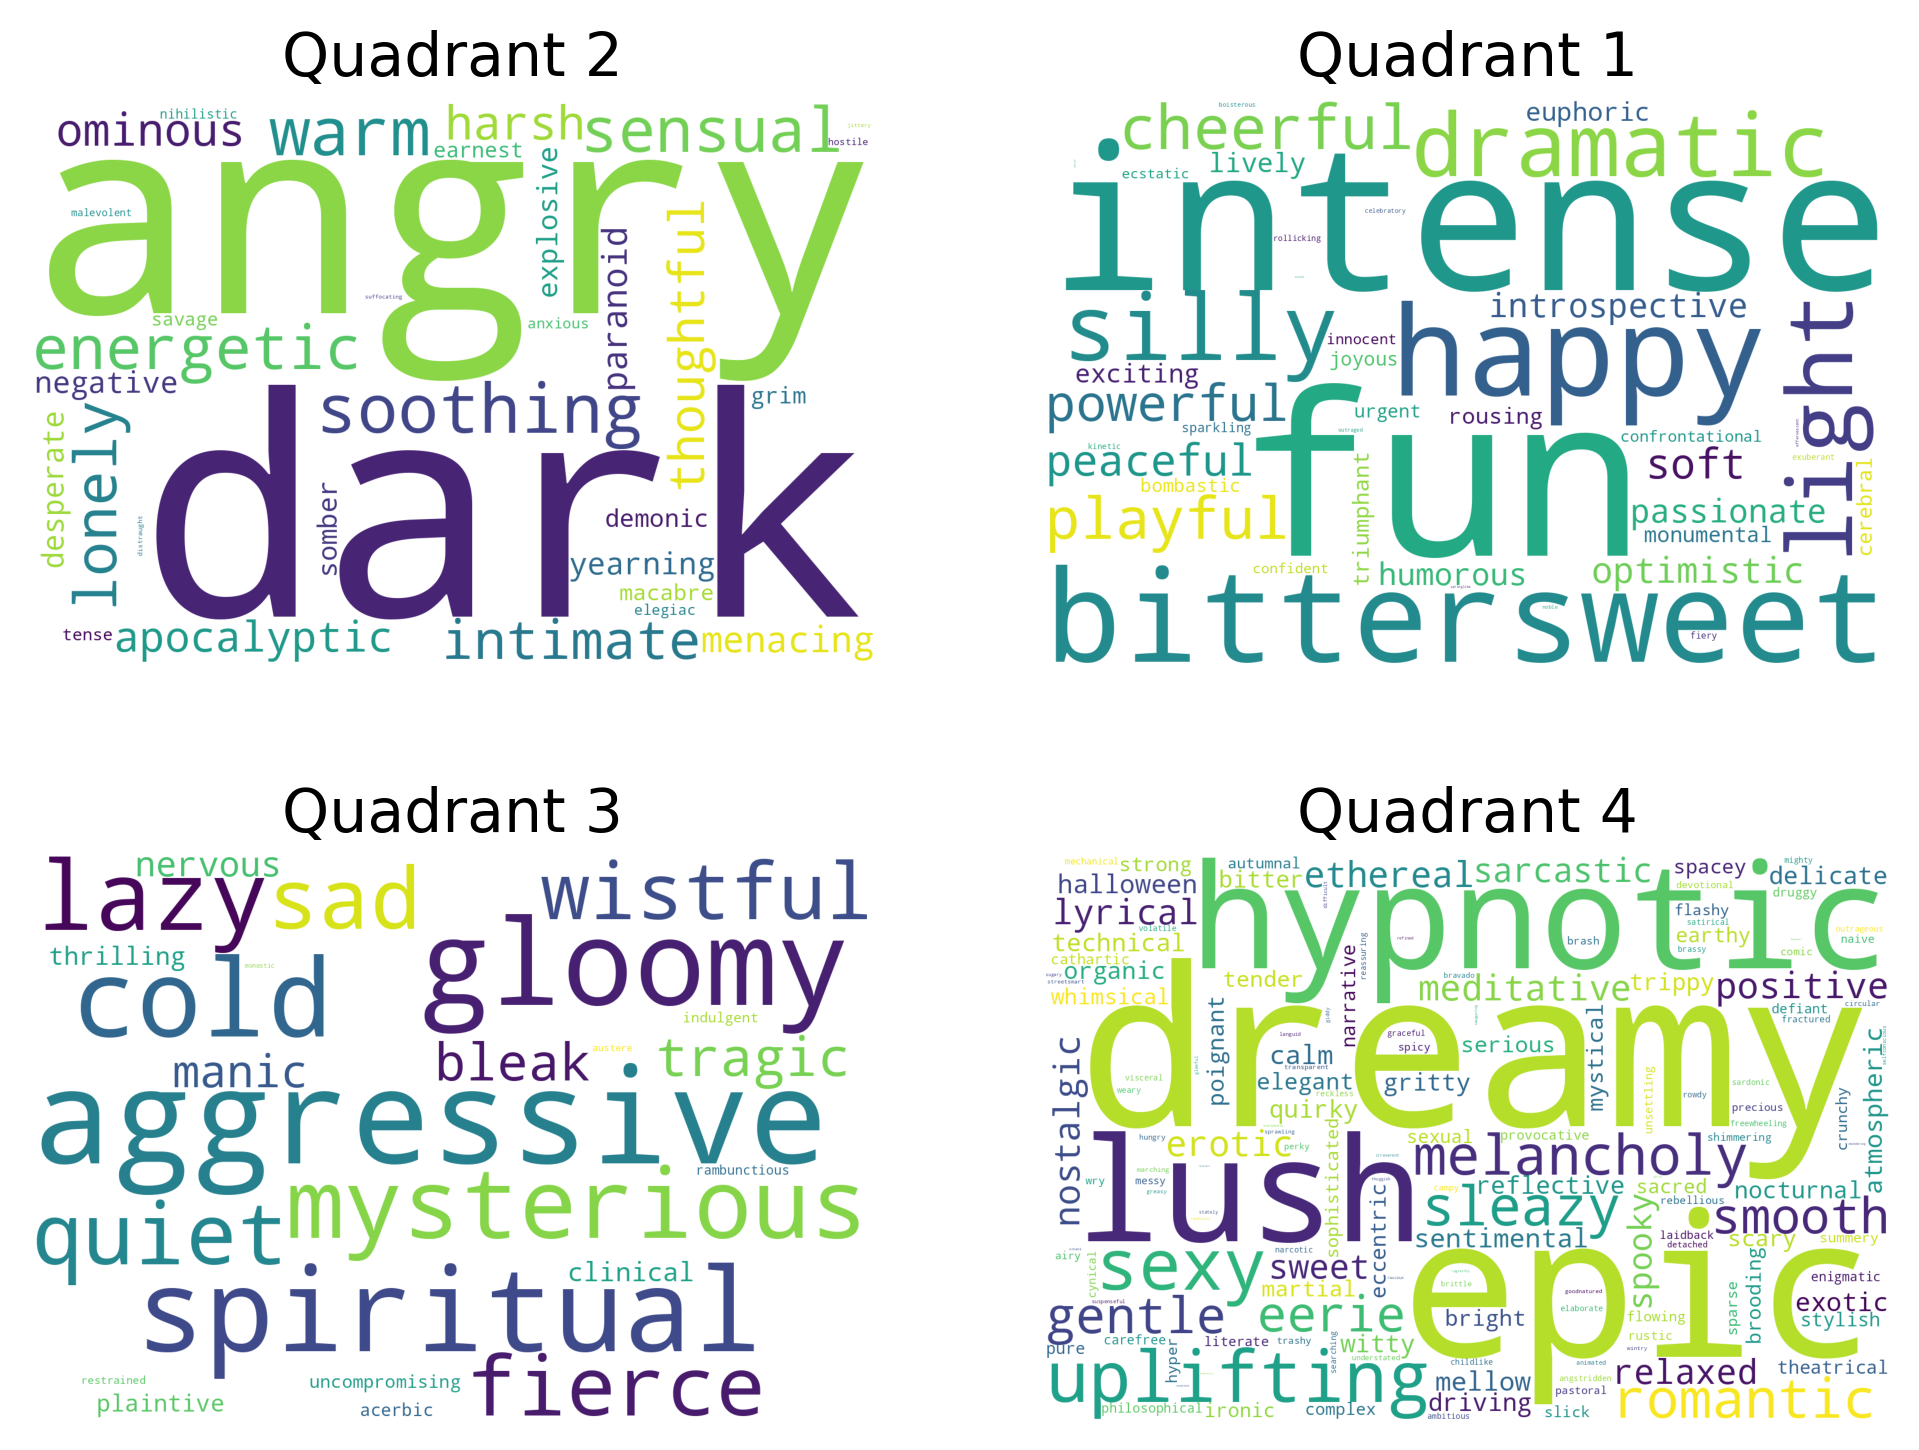 Quadrant 2
nihilistic
ominous
warm
harsh
sensual
jittery
hostile
earnest
angry
explosive
malevolent
paranoid
thoughtful
suffocating
savage
anxious
energetic
negative
soothing
grim
desperate
lonely
dark
somber
distraught
demonic
yearning
macabre
elegiac
tense
apocalyptic
intimate
menacing
Quadrant 1
boisterous
cheerful
euphoric
dramatic
lively
ecstatic
intense
celebratory
rollicking
silly
introspective
happy
light
innocent
joyous
exciting
powerful
urgent
rousing
sparkling
outraged
confrontational
kinetic
peaceful
fun
soft
exuberant
cerebral
bombastic
playful
triumphant
passionate
monumental
confident
humorous
optimistic
bittersweet
noble
fiery
Quadrant 3
nervous
lazy
sad
wistful
gloomy
thrilling
cold
indulgent
manic
bleak
austere
tragic
aggressive
rambunctious
mysterious
quiet
clinical
spiritual
fierce
restrained
plaintive
uncompromising
acerbic
Quadrant 4
mechanical
strong
autumnal
ethereal
sarcastic
spacey
mighty
halloween
bitter
hypnotic
devotional
delicate
druggy
difficult
lyrical
volatile
flashy
satirical
technical
cathartic
refined
brash
earthy
brassy
outrageous
naive
comic
organic
sugary
streetsmart
tender
narrative
reassuring
bravado
meditative
trippy
positive
whimsical
circular
defiant
fractured
poignant
dreamy
languid
graceful
spicy
serious
mystical
nostalgic
calm
transparent
visceral
weary
elegant
reckless
gritty
unsettling
sardonic
rowdy
precious
freewheeling
crunchy
atmospheric
quirky
sprawling
hungry
erotic
perky
sexual
provocative
shimmering
lush
melancholy
marching
wry
messy
greasy
sophisticated
eccentric
campy
reflective
sacred
nocturnal
sleazy
rebellious
stately
sentimental
spooky
smooth
laidback
detached
scary
summery
airy
narcotic
cynical
sexy
sweet
epic
brooding
martial
brittle
goodnatured
enigmatic
suspenseful
gentle
eerie
bright
elaborate
flowing
sparse
exotic
stylish
rustic
carefree
literate
trashy
witty
pure
hyper
understated
searching
childlike
animated
wintry
uplifting
mellow
angstridden
relaxed
theatrical
pastoral
driving
romantic
philosophical
ironic
complex
ambitious
slick